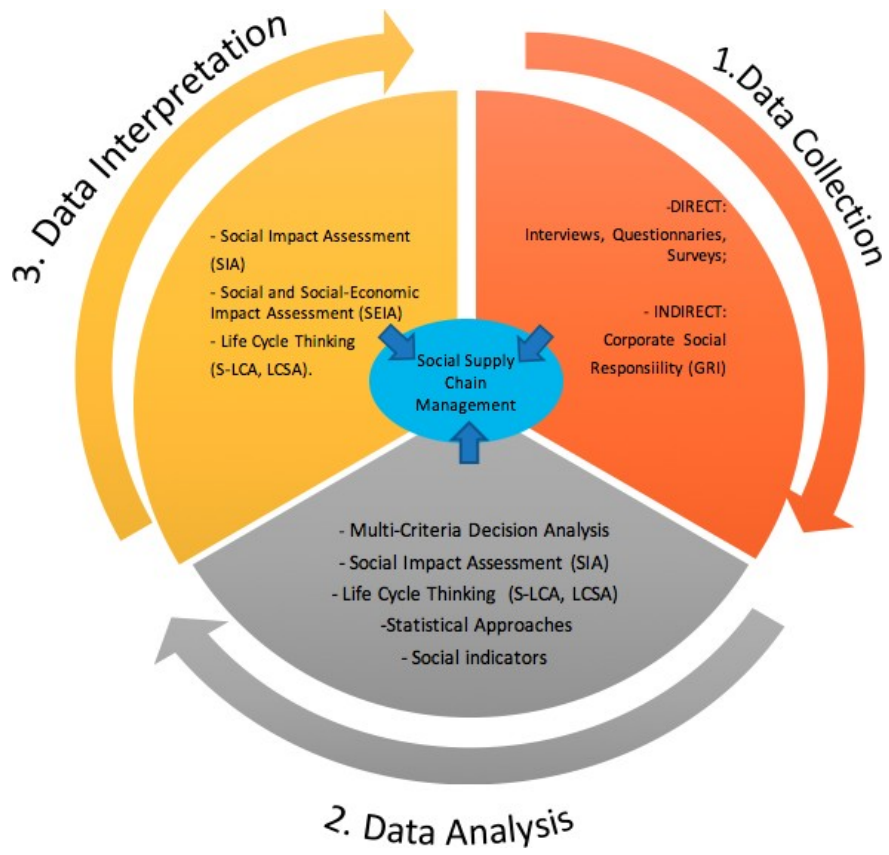 1.Data Collection
-DIRECT:
Interviews, Questionnaries,
Surveys;
- INDIRECT:
Corporate Social
Responsiility (GRI)
2. Data Analysis
- Multi-Criteria Decision Analysis
- Social Impact Assessment (SIA)
- Life Cycle Thinking (S-LCA, LCSA)
-Statistical Approaches
- Social indicators
3. Data Interpretation
- Social Impact Assessment
(SIA)
- Social and Social-Economic
Impact Assessment (SEIA)
- Life Cycle Thinking
(S-LCA, LCSA).
Social Supply
Chain
Management